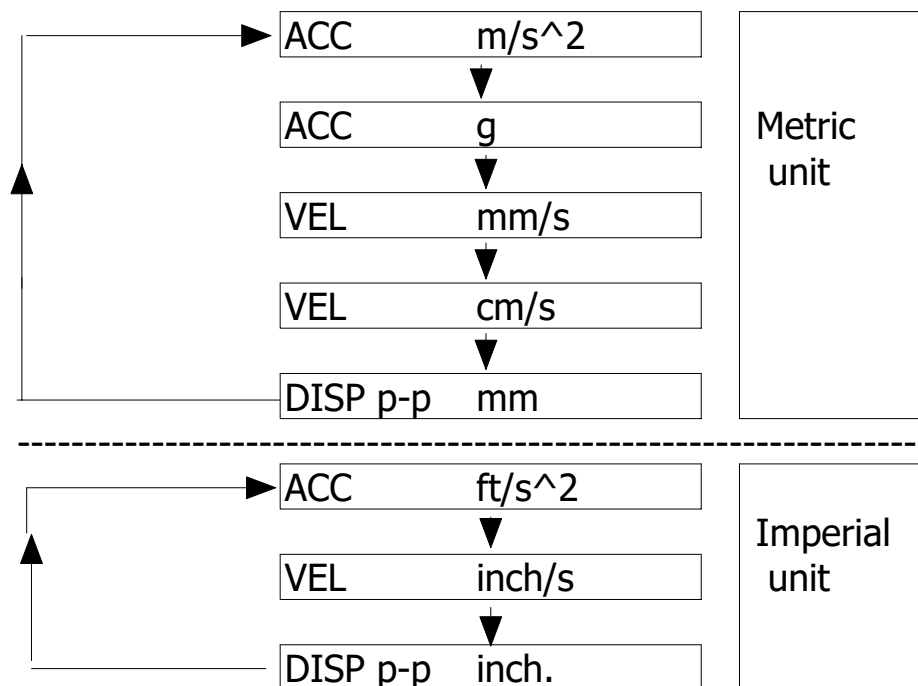 ACC m/s^2
ACC g
Metric
unit
VEL mm/s
VEL cm/s
DISP p-p mm
ACC ft/s^2
Imperial
unit
VEL inch/s
DISP p-p inch.